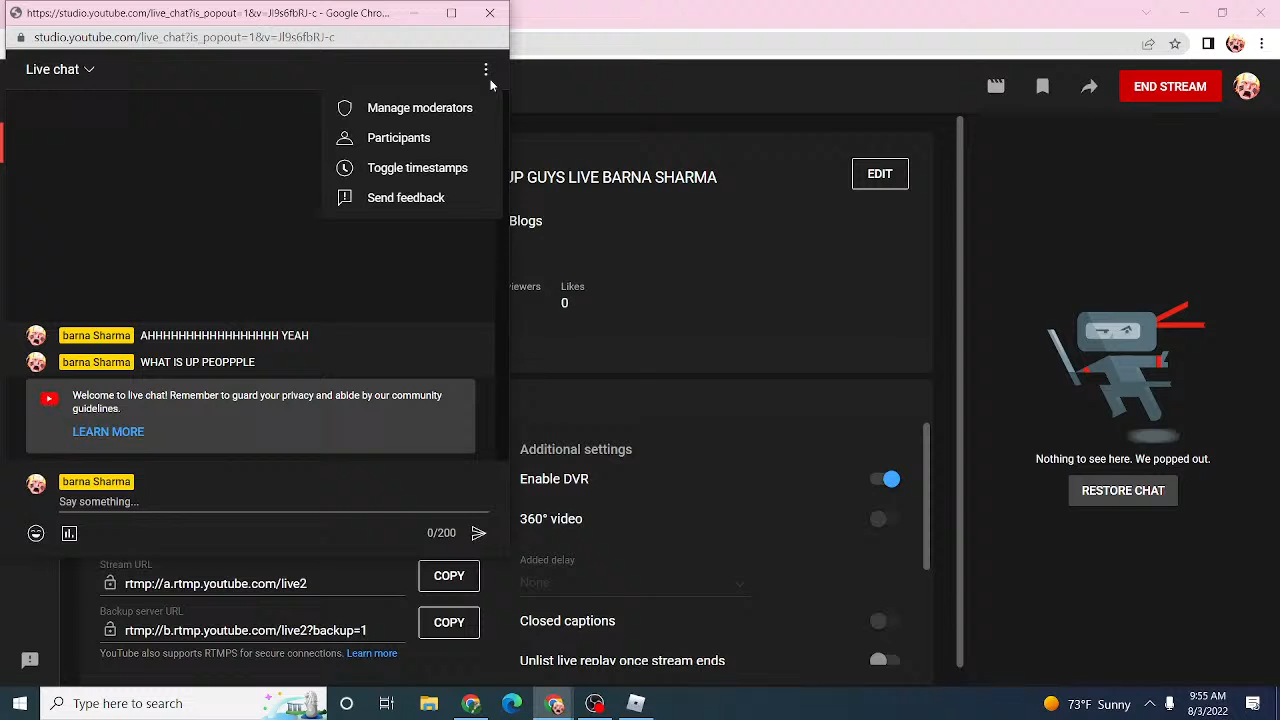 https://studio.youtube.com/live_chat?is_popout=1&v=Jl9s6fbRJ-c - Google Chro...
studio.youtube.com/live_chat?is_popout=1&v=Jl9s6fbRJ-c
Live chat
Manage moderators
Participants
Toggle timestamps
Send feedback
barna Sharma AHHHHHHHHHHHHHHHHH YEAH
barna Sharma WHAT IS UP PEOPPPLE
Welcome to live chat! Remember to guard your privacy and abide by our community
guidelines.
LEARN MORE
barna Sharma
Say something...
0/200
END STREAM
UP GUYS LIVE BARNA SHARMA
EDIT
Blogs
viewers
Likes
0
Additional settings
Enable DVR
360° video
Added delay
None
Closed captions
Unlist live replay once stream ends
Nothing to see here. We popped out.
RESTORE CHAT
Stream URL
rtmp://a.rtmp.youtube.com/live2
COPY
Backup server URL
rtmp://b.rtmp.youtube.com/live2?backup=1
COPY
YouTube also supports RTMPS for secure connections. Learn more
Type here to search
73°F Sunny
9:55 AM
8/3/2022